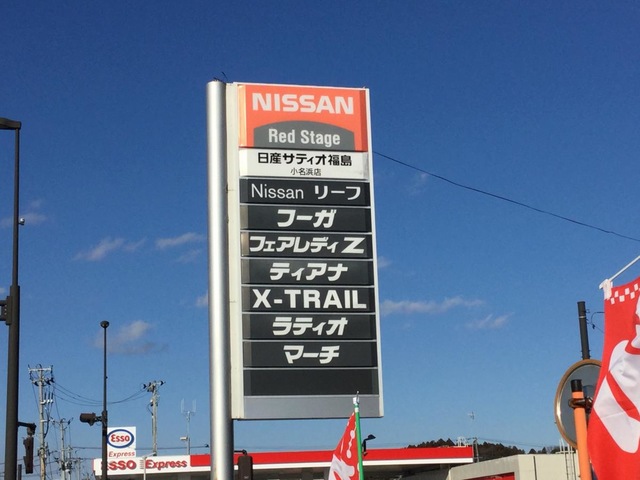 NISSAN
Red Stage
日産サティオ福島
小名浜店
Nissan リーフ
フーガ
フェアレディZ
ティアナ
X-TRAIL
ラティオ
マーチ
Esso
Express
ESSO Express